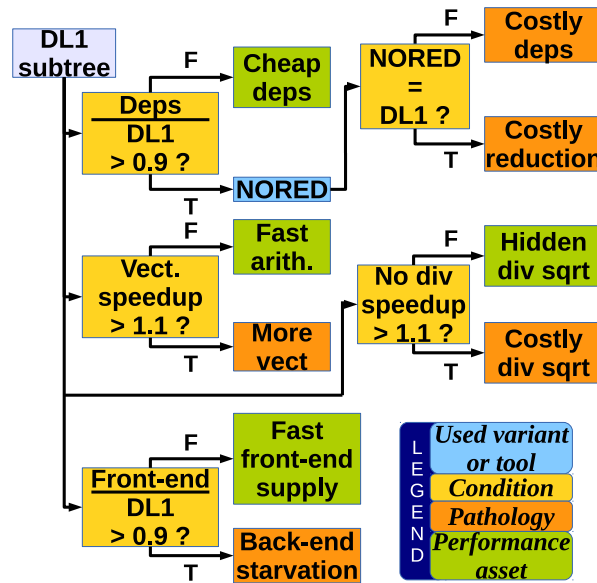 DL1
subtree
F
Cheap
deps
Deps
DL1
> 0.9 ?
T
NORED
NORED
=
DL1 ?
F
Costly
deps
T
Costly
reduction
Vect.
speedup
> 1.1 ?
F
Fast
arith.
T
More
vect
No div
speedup
> 1.1 ?
F
Hidden
div sqrt
T
Costly
div sqrt
Front-end
DL1
> 0.9 ?
F
Fast
front-end
supply
T
Back-end
starvation
LEGEND
Used variant
or tool
Condition
Pathology
Performance
asset